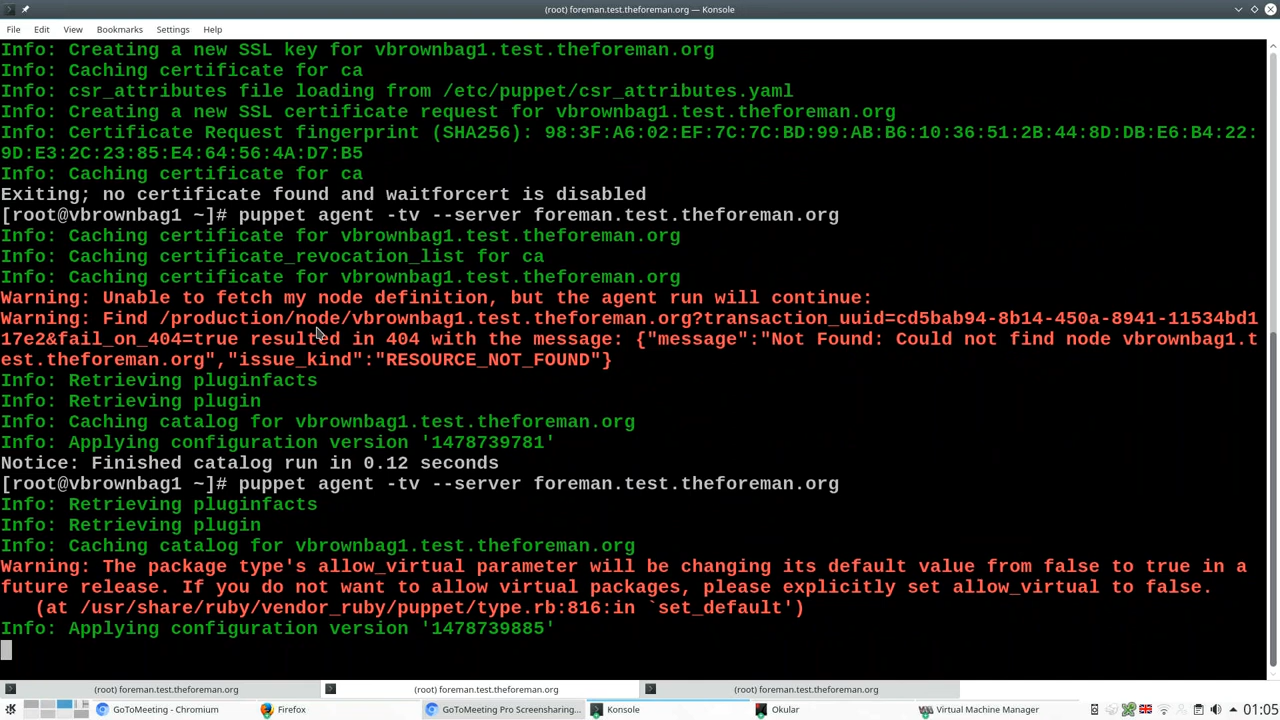 (root) foreman.test.theforeman.org — Konsole
File Edit View Bookmarks Settings Help
Info: Creating a new SSL key for vbrownbag1.test.theforeman.org
Info: Caching certificate for ca
Info: csr_attributes file loading from /etc/puppet/csr_attributes.yaml
Info: Creating a new SSL certificate request for vbrownbag1.test.theforeman.org
Info: Certificate Request fingerprint (SHA256): 98:3F:A6:02:EF:7C:7C:BD:99:AB:B6:10:36:51:2B:44:8D:DB:E6:B4:22:
9D:E3:2C:23:85:E4:64:56:4A:D7:B5
Info: Caching certificate for ca
Exiting; no certificate found and waitforcert is disabled
[root@vbrownbag1 ~]# puppet agent -tv --server foreman.test.theforeman.org
Info: Caching certificate for vbrownbag1.test.theforeman.org
Info: Caching certificate_revocation_list for ca
Info: Caching certificate for vbrownbag1.test.theforeman.org
Warning: Unable to fetch my node definition, but the agent run will continue:
Warning: Find /production/node/vbrownbag1.test.theforeman.org?transaction_uuid=cd5bab94-8b14-450a-8941-11534bd1
17e2&fail_on_404=true resulted in 404 with the message: {"message":"Not Found: Could not find node vbrownbag1.t
est.theforeman.org","issue_kind":"RESOURCE_NOT_FOUND"}
Info: Retrieving pluginfacts
Info: Retrieving plugin
Info: Caching catalog for vbrownbag1.test.theforeman.org
Info: Applying configuration version '1478739781'
Notice: Finished catalog run in 0.12 seconds
[root@vbrownbag1 ~]# puppet agent -tv --server foreman.test.theforeman.org
Info: Retrieving pluginfacts
Info: Retrieving plugin
Info: Caching catalog for vbrownbag1.test.theforeman.org
Warning: The package type's allow_virtual parameter will be changing its default value from false to true in a
future release. If you do not want to allow virtual packages, please explicitly set allow_virtual to false.
(at /usr/share/ruby/vendor_ruby/puppet/type.rb:816:in `set_default')
Info: Applying configuration version '1478739885'
(root) foreman.test.theforeman.org (root) foreman.test.theforeman.org (root) foreman.test.theforeman.org
GoToMeeting - Chromium Firefox GoToMeeting Pro Screensharing... Konsole Okular Virtual Machine Manager 01:05